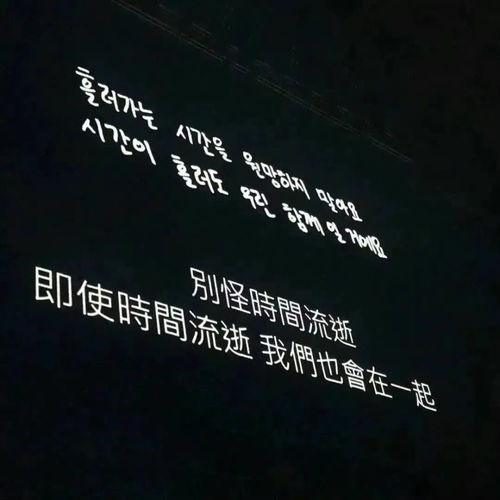 흘러가는 시간을 원망하지 말아요
시간이 흘러도 우린 함께 일 거예요
別怪時間流逝
即使時間流逝 我們也會在一起